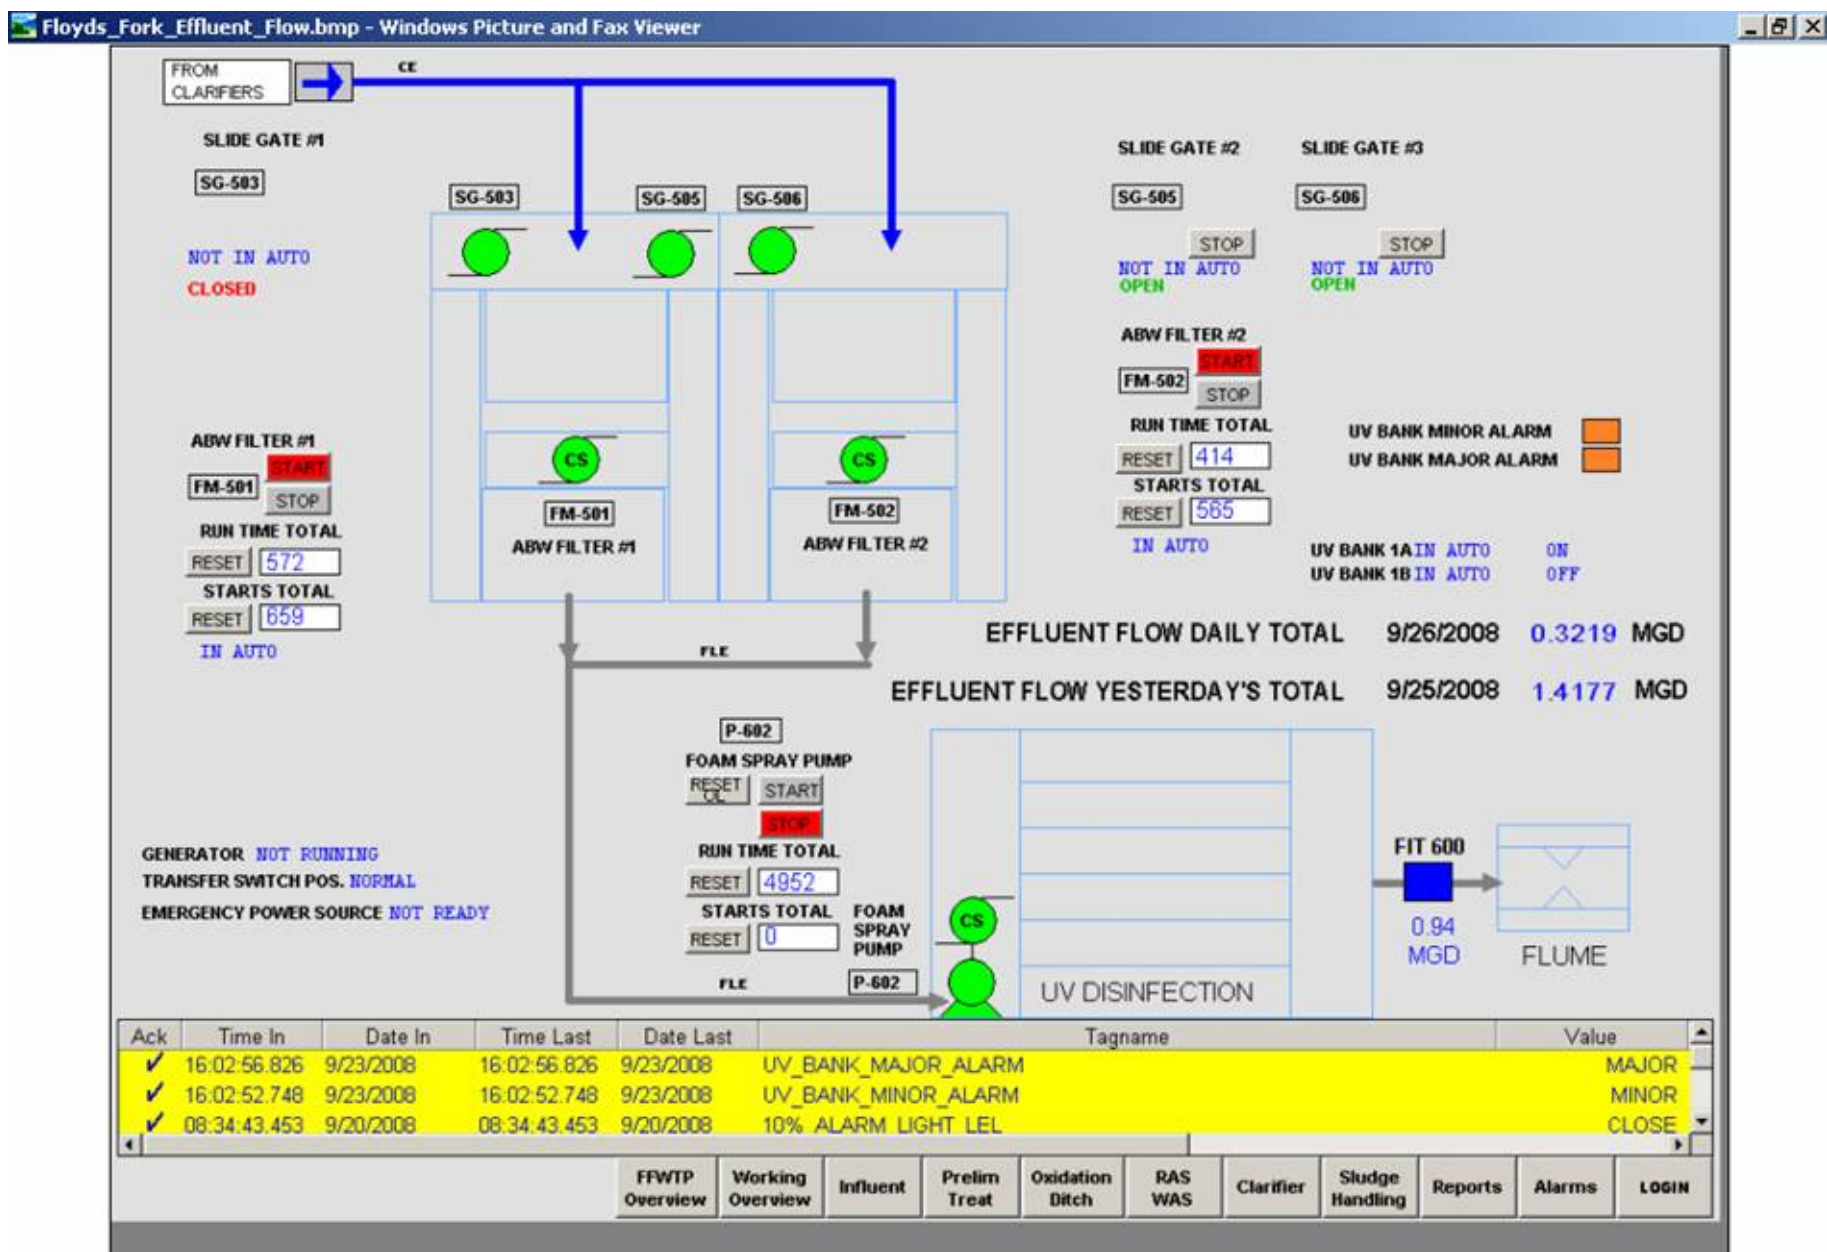 Floyds_Fork_Effluent_Flow.bmp - Windows Picture and Fax Viewer
FROM
CLARIFIERS
CE
SLIDE GATE #1
SG-503
NOT IN AUTO
CLOSED
SG-503
SG-505
SG-506
SLIDE GATE #2
SLIDE GATE #3
SG-505
SG-506
STOP
STOP
NOT IN AUTO
NOT IN AUTO
OPEN
OPEN
ABW FILTER #2
START
FM-502
STOP
RUN TIME TOTAL
RESET 414
STARTS TOTAL
RESET 565
IN AUTO
UV BANK MINOR ALARM
UV BANK MAJOR ALARM
UV BANK 1A IN AUTO ON
UV BANK 1B IN AUTO OFF
ABW FILTER #1
START
FM-501
STOP
RUN TIME TOTAL
RESET 572
STARTS TOTAL
RESET 659
IN AUTO
CS
CS
FM-501
FM-502
ABW FILTER #1
ABW FILTER #2
FLE
EFFLUENT FLOW DAILY TOTAL 9/26/2008 0.3219 MGD
EFFLUENT FLOW YESTERDAY'S TOTAL 9/25/2008 1.4177 MGD
P-602
FOAM SPRAY PUMP
RESET OL
START
STOP
RUN TIME TOTAL
RESET 4952
STARTS TOTAL
RESET 0
FOAM
SPRAY
PUMP
P-602
FLE
CS
UV DISINFECTION
GENERATOR NOT RUNNING
TRANSFER SWITCH POS. NORMAL
EMERGENCY POWER SOURCE NOT READY
FIT 600
0.94
MGD
FLUME
Ack Time In Date In Time Last Date Last Tagname Value
16:02:56.826 9/23/2008 16:02:56.826 9/23/2008 UV_BANK_MAJOR_ALARM MAJOR
16:02:52.748 9/23/2008 16:02:52.748 9/23/2008 UV_BANK_MINOR_ALARM MINOR
08:34:43.453 9/20/2008 08:34:43.453 9/20/2008 10%_ALARM_LIGHT_LEL CLOSE
FFWTP Overview
Working Overview
Influent
Prelim Treat
Oxidation Ditch
RAS WAS
Clarifier
Sludge Handling
Reports
Alarms
LOGIN